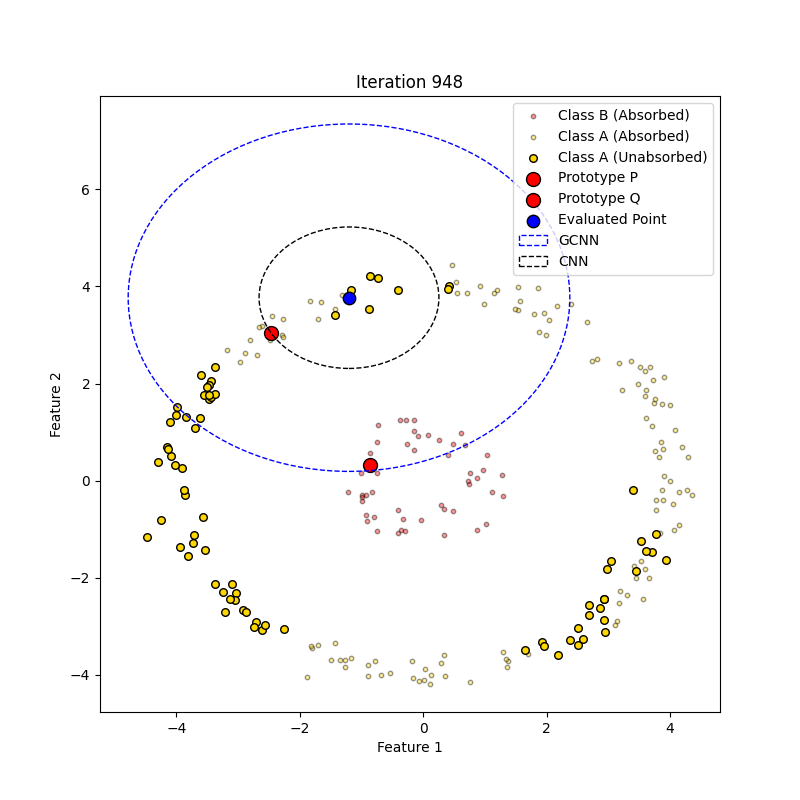 Iteration 948
Class B (Absorbed)
Class A (Absorbed)
Class A (Unabsorbed)
Prototype P
Prototype Q
Evaluated Point
GCNN
CNN
6
4
2
0
−2
−4
Feature 2
−4
−2
0
2
4
Feature 1